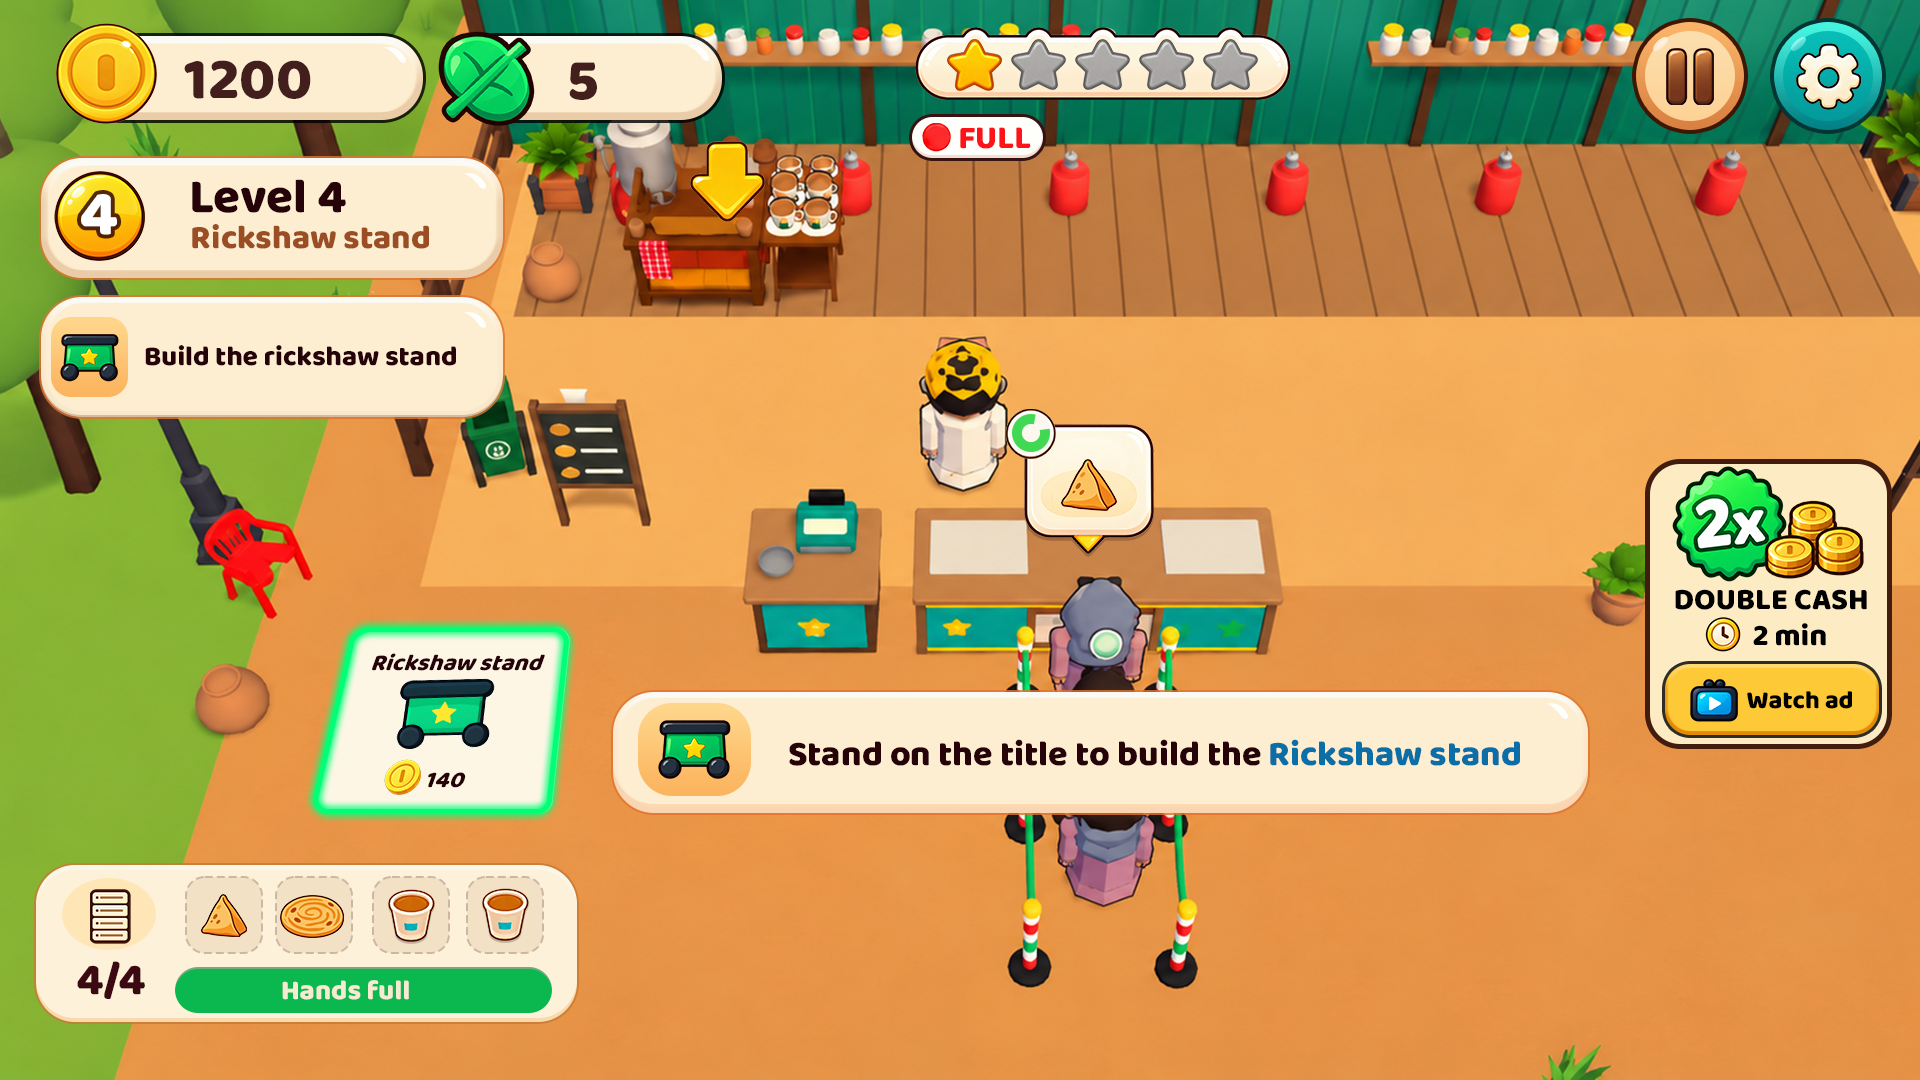 1200
5
FULL
4
Level 4
Rickshaw stand
Build the rickshaw stand
2x
DOUBLE CASH
2 min
Watch ad
Rickshaw stand
140
Stand on the title to build the Rickshaw stand
4/4
Hands full